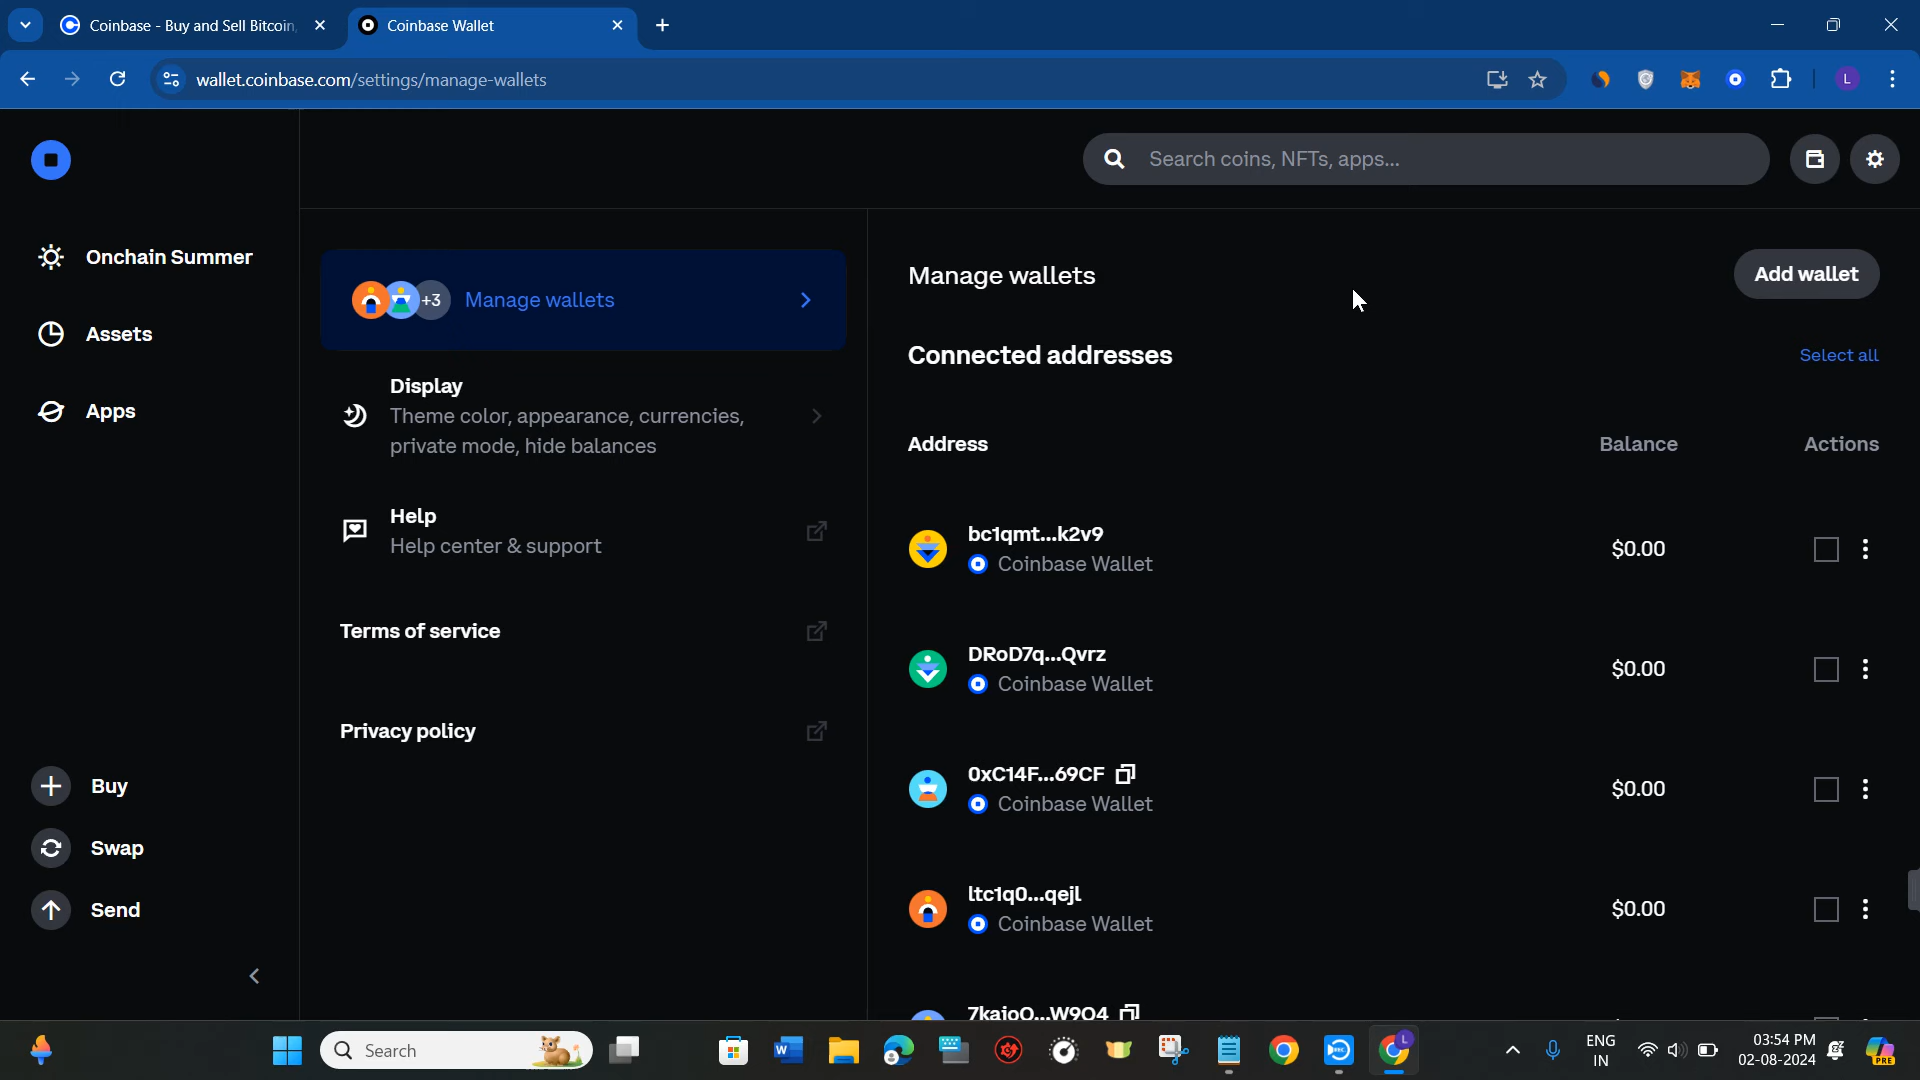 Coinbase - Buy and Sell Bitcoin,
Coinbase Wallet
wallet.coinbase.com/settings/manage-wallets
L
Search coins, NFTs, apps...
Onchain Summer
Assets
Apps
Buy
Swap
Send
+3
Manage wallets
Display
Theme color, appearance, currencies,
private mode, hide balances
Help
Help center & support
Terms of service
Privacy policy
Manage wallets
Add wallet
Connected addresses
Select all
Address
Balance
Actions
bc1qmt...k2v9
Coinbase Wallet
$0.00
DRoD7q...Qvrz
Coinbase Wallet
$0.00
0xC14F...69CF
Coinbase Wallet
$0.00
ltc1q0...qejl
Coinbase Wallet
$0.00
Search
W
L
ENG
IN
03:54 PM
02-08-2024
PRE